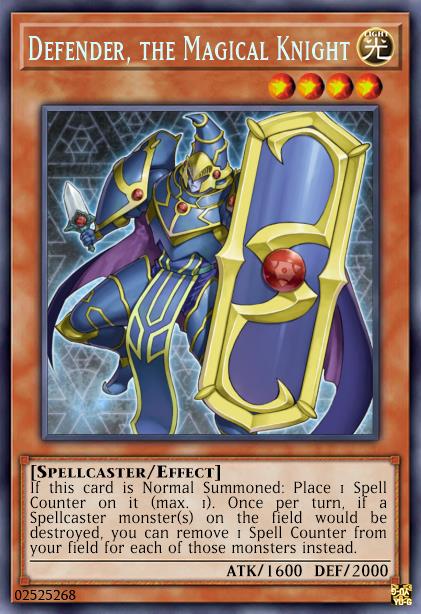 DEFENDER, THE MAGICAL KNIGHT
LIGHT
光
[SPELLCASTER/EFFECT]
If this card is Normal Summoned: Place 1 Spell
Counter on it (max. 1). Once per turn, if a
Spellcaster monster(s) on the field would be
destroyed, you can remove 1 Spell Counter from
your field for each of those monsters instead.
ATK/1600 DEF/2000
02525268